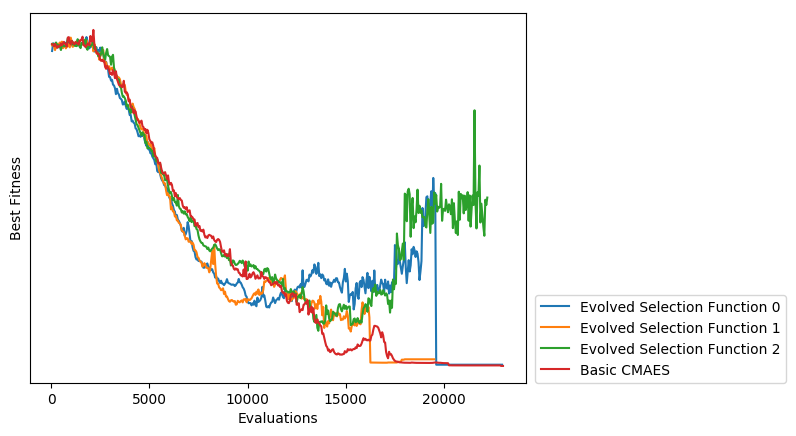 Best Fitness
0
5000
10000
15000
20000
Evaluations
Evolved Selection Function 0
Evolved Selection Function 1
Evolved Selection Function 2
Basic CMAES